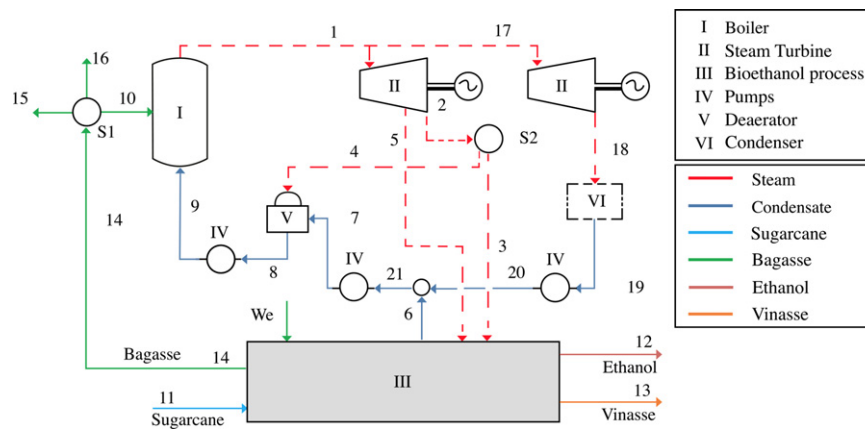 16
1
17
I Boiler
II Steam Turbine
III Bioethanol process
IV Pumps
V Deaerator
VI Condenser
15
10
S1
I
II
II
2
5
S2
4
18
Steam
Condensate
Sugarcane
Bagasse
Ethanol
Vinasse
14
9
V
7
VI
IV
8
IV
3
IV
21
20
19
6
We
Bagasse
14
III
12
Ethanol
11
Sugarcane
13
Vinasse